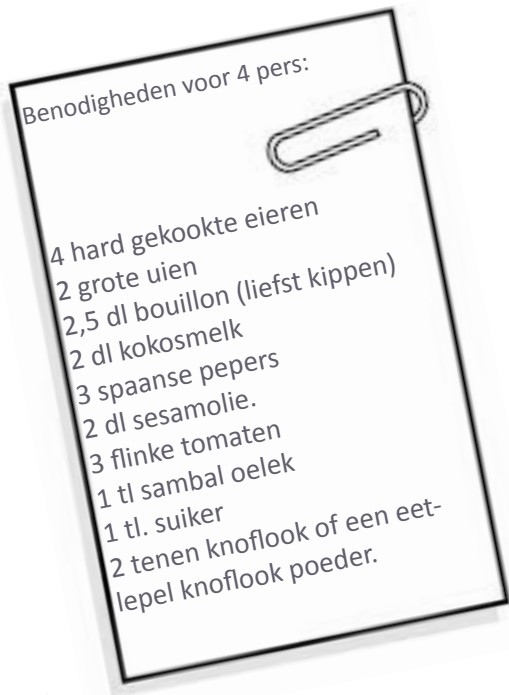 Benodigheden voor 4 pers:
4 hard gekookte eieren
2 grote uien
2,5 dl bouillon (liefst kippen)
2 dl kokosmelk
3 spaanse pepers
2 dl sesamolie.
3 flinke tomaten
1 tl sambal oelek
1 tl. suiker
2 tenen knoflook of een eet-
lepel knoflook poeder.